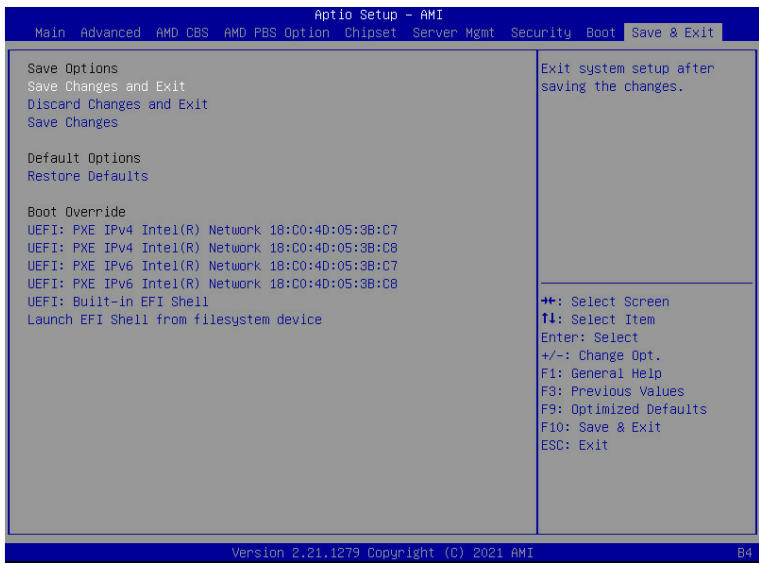 Aptio Setup – AMI
Main Advanced AMD CBS AMD PBS Option Chipset Server Mgmt Security Boot Save & Exit
Save Options
Save Changes and Exit
Discard Changes and Exit
Save Changes
Default Options
Restore Defaults
Boot Override
UEFI: PXE IPv4 Intel(R) Network 18:C0:4D:05:3B:C7
UEFI: PXE IPv4 Intel(R) Network 18:C0:4D:05:3B:C8
UEFI: PXE IPv6 Intel(R) Network 18:C0:4D:05:3B:C7
UEFI: PXE IPv6 Intel(R) Network 18:C0:4D:05:3B:C8
UEFI: Built-in EFI Shell
Launch EFI Shell from filesystem device
Exit system setup after
saving the changes.
→←: Select Screen
↑↓: Select Item
Enter: Select
+/-: Change Opt.
F1: General Help
F3: Previous Values
F9: Optimized Defaults
F10: Save & Exit
ESC: Exit
Version 2.21.1279 Copyright (C) 2021 AMI
B4